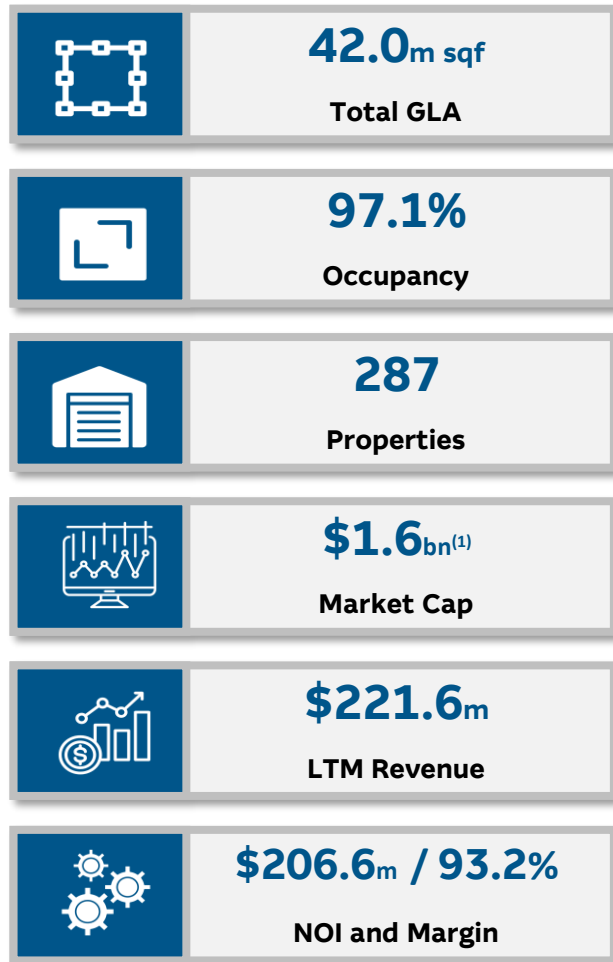 42.0m sqf
Total GLA
97.1%
Occupancy
287
Properties
$1.6bn(1)
Market Cap
$221.6m
LTM Revenue
$206.6m / 93.2%
NOI and Margin